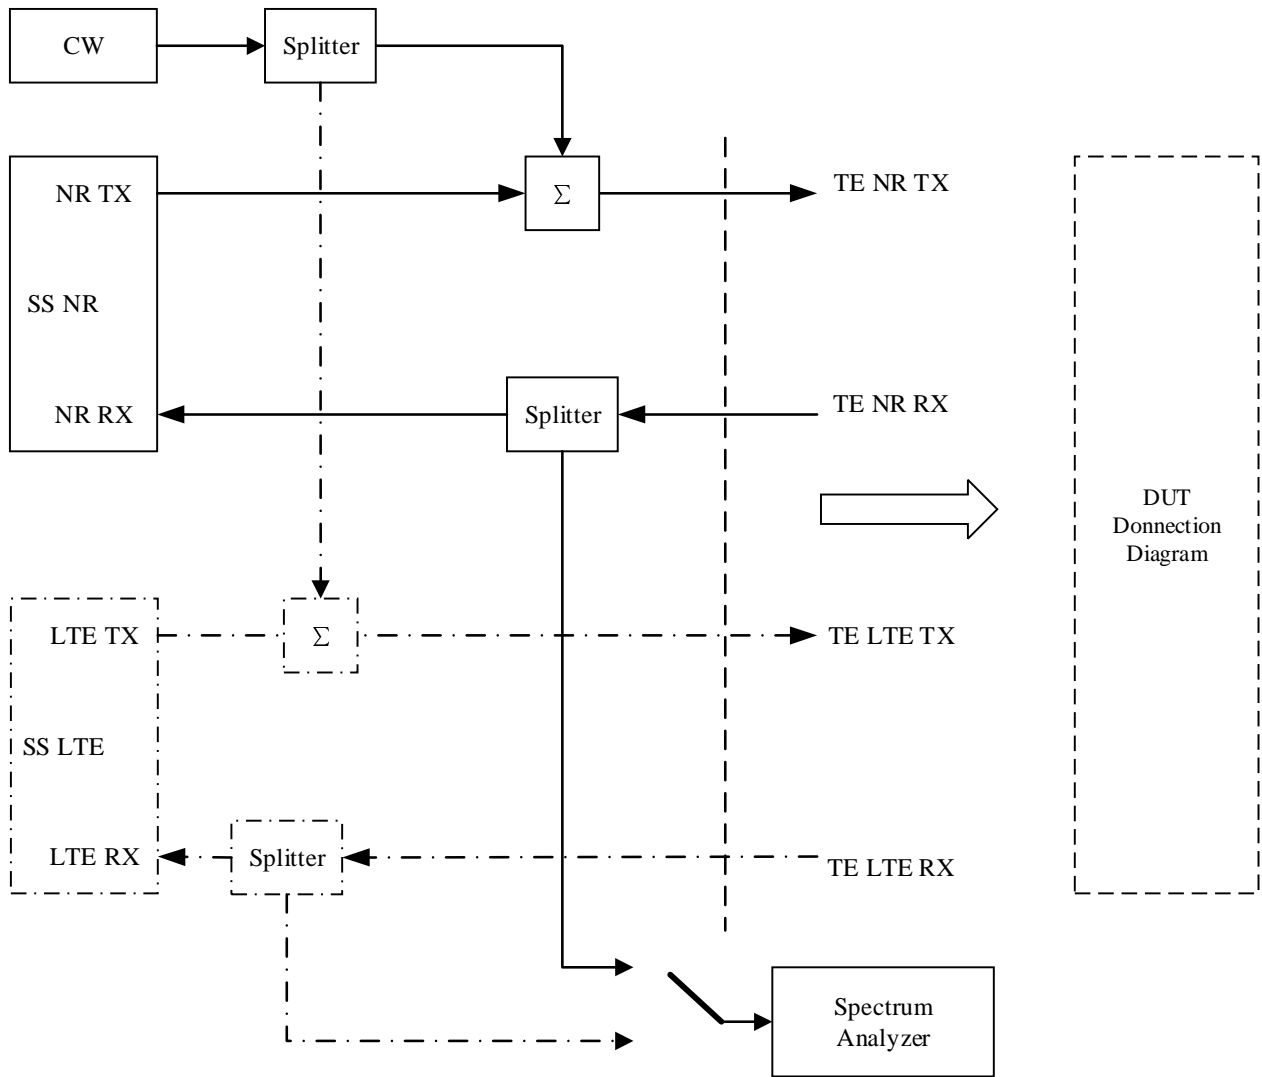 CW
Splitter
NR TX
Σ
TE NR TX
SS NR
NR RX
Splitter
TE NR RX
DUT
Donnection
Diagram
LTE TX
Σ
TE LTE TX
SS LTE
LTE RX
Splitter
TE LTE RX
Spectrum
Analyzer